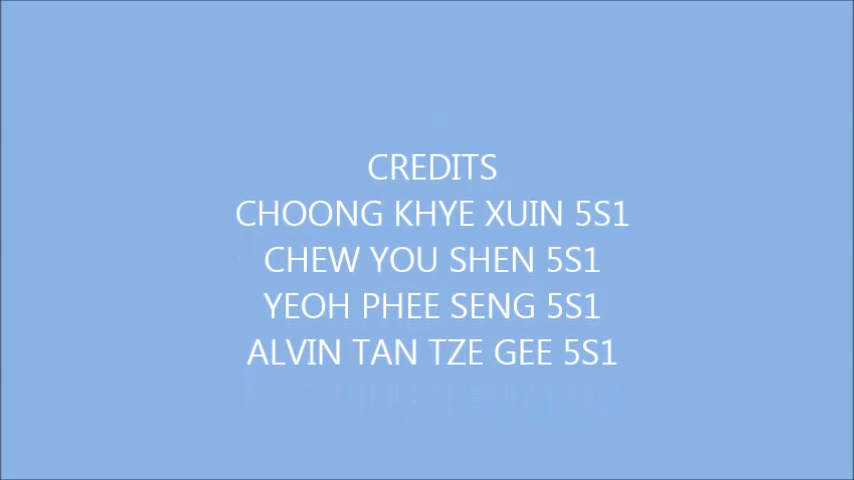 CREDITS
CHOONG KHYE XUIN 5S1
CHEW YOU SHEN 5S1
YEOH PHEE SENG 5S1
ALVIN TAN TZE GEE 5S1